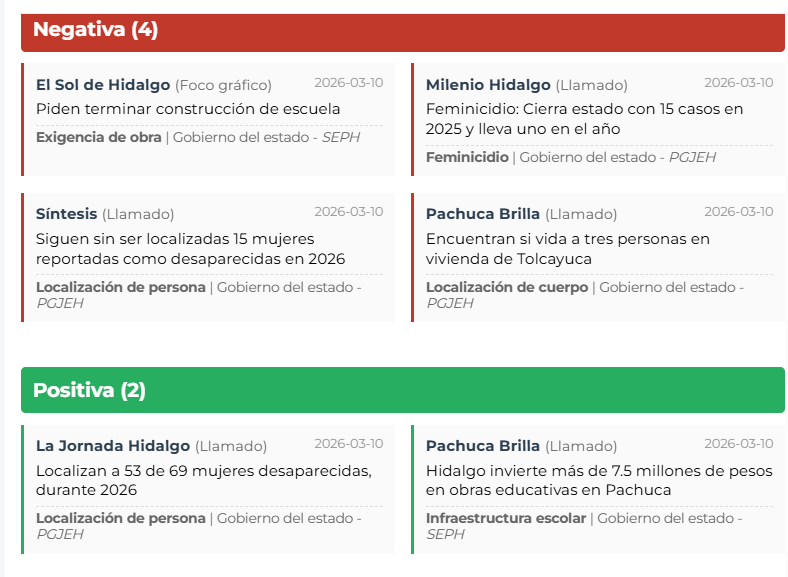 Negativa (4)
El Sol de Hidalgo (Foco gráfico) 2026-03-10
Piden terminar construcción de escuela
Exigencia de obra | Gobierno del estado - SEPH
Milenio Hidalgo (Llamado) 2026-03-10
Feminicidio: Cierra estado con 15 casos en
2025 y lleva uno en el año
Feminicidio | Gobierno del estado - PGJEH
Síntesis (Llamado) 2026-03-10
Siguen sin ser localizadas 15 mujeres
reportadas como desaparecidas en 2026
Localización de persona | Gobierno del estado -
PGJEH
Pachuca Brilla (Llamado) 2026-03-10
Encuentran si vida a tres personas en
vivienda de Tolcayuca
Localización de cuerpo | Gobierno del estado -
PGJEH
Positiva (2)
La Jornada Hidalgo (Llamado) 2026-03-10
Localizan a 53 de 69 mujeres desaparecidas,
durante 2026
Localización de persona | Gobierno del estado -
PGJEH
Pachuca Brilla (Llamado) 2026-03-10
Hidalgo invierte más de 7.5 millones de pesos
en obras educativas en Pachuca
Infraestructura escolar | Gobierno del estado -
SEPH